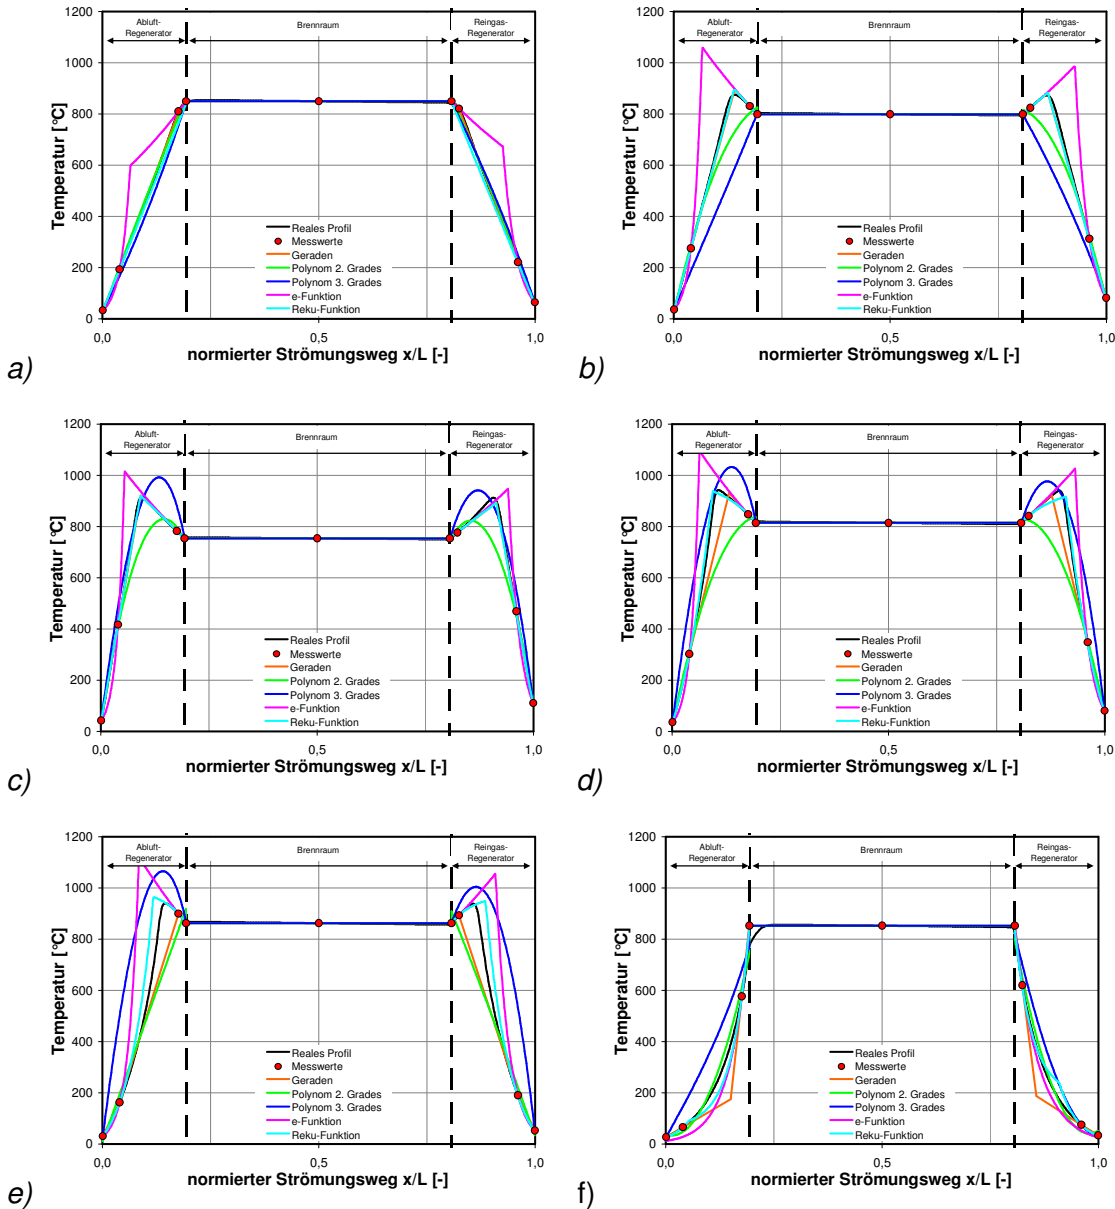 Abluft-
Regenerator
Brennraum
Reingas-
Regenerator
Temperatur [°C]
1200
1000
800
600
400
200
0
Reales Profil
Messwerte
Geraden
Polynom 2. Grades
Polynom 3. Grades
e-Funktion
Reku-Funktion
0,0
0,5
1,0
normierter Strömungsweg x/L [-]
a)
Abluft-
Regenerator
Brennraum
Reingas-
Regenerator
Temperatur [°C]
1200
1000
800
600
400
200
0
Reales Profil
Messwerte
Geraden
Polynom 2. Grades
Polynom 3. Grades
e-Funktion
Reku-Funktion
0,0
0,5
1,0
normierter Strömungsweg x/L [-]
b)
Abluft-
Regenerator
Brennraum
Reingas-
Regenerator
Temperatur [°C]
1200
1000
800
600
400
200
0
Reales Profil
Messwerte
Geraden
Polynom 2. Grades
Polynom 3. Grades
e-Funktion
Reku-Funktion
0,0
0,5
1,0
normierter Strömungsweg x/L [-]
c)
Abluft-
Regenerator
Brennraum
Reingas-
Regenerator
Temperatur [°C]
1200
1000
800
600
400
200
0
Reales Profil
Messwerte
Geraden
Polynom 2. Grades
Polynom 3. Grades
e-Funktion
Reku-Funktion
0,0
0,5
1,0
normierter Strömungsweg x/L [-]
d)
Abluft-
Regenerator
Brennraum
Reingas-
Regenerator
Temperatur [°C]
1200
1000
800
600
400
200
0
Reales Profil
Messwerte
Geraden
Polynom 2. Grades
Polynom 3. Grades
e-Funktion
Reku-Funktion
0,0
0,5
1,0
normierter Strömungsweg x/L [-]
e)
Abluft-
Regenerator
Brennraum
Reingas-
Regenerator
Temperatur [°C]
1200
1000
800
600
400
200
0
Reales Profil
Messwerte
Geraden
Polynom 2. Grades
Polynom 3. Grades
e-Funktion
Reku-Funktion
0,0
0,5
1,0
normierter Strömungsweg x/L [-]
f)